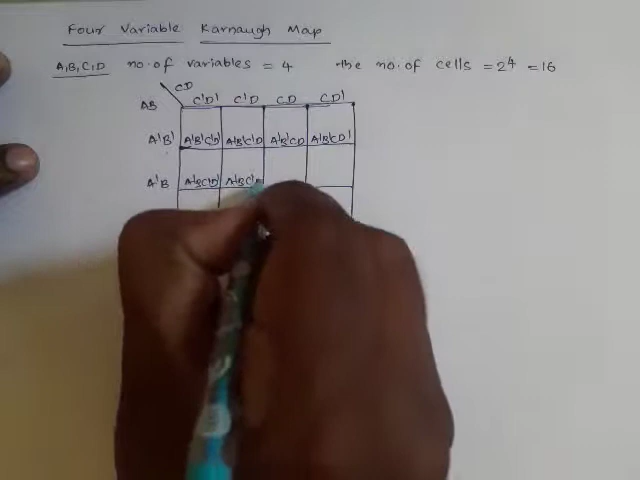 Four Variable Karnaugh Map
A,B,C,D no.of variables = 4 the no.of cells = 2⁴ = 16
CD
AB C'D' C'D CD CD'
A'B' A'B'C'D' A'B'C'D A'B'CD A'B'CD'
A'B A'BC'D' A'BC'D